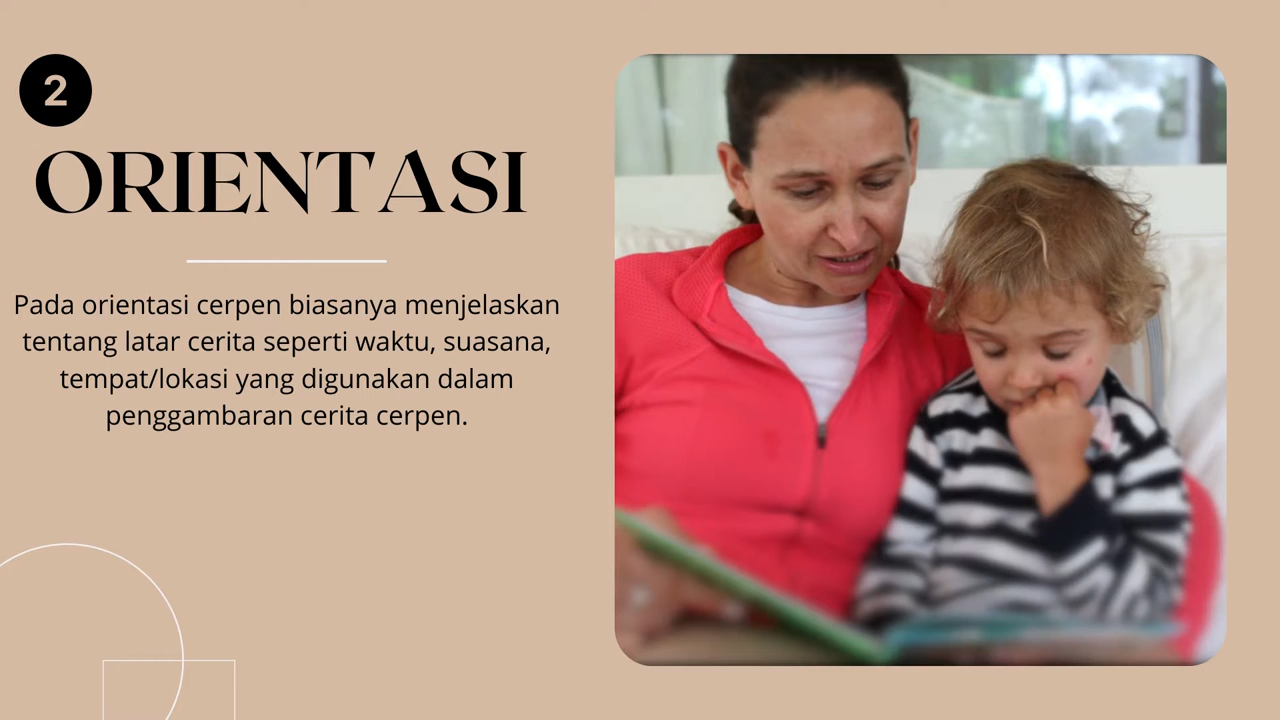 2
ORIENTASI
Pada orientasi cerpen biasanya menjelaskan
tentang latar cerita seperti waktu, suasana,
tempat/lokasi yang digunakan dalam
penggambaran cerita cerpen.